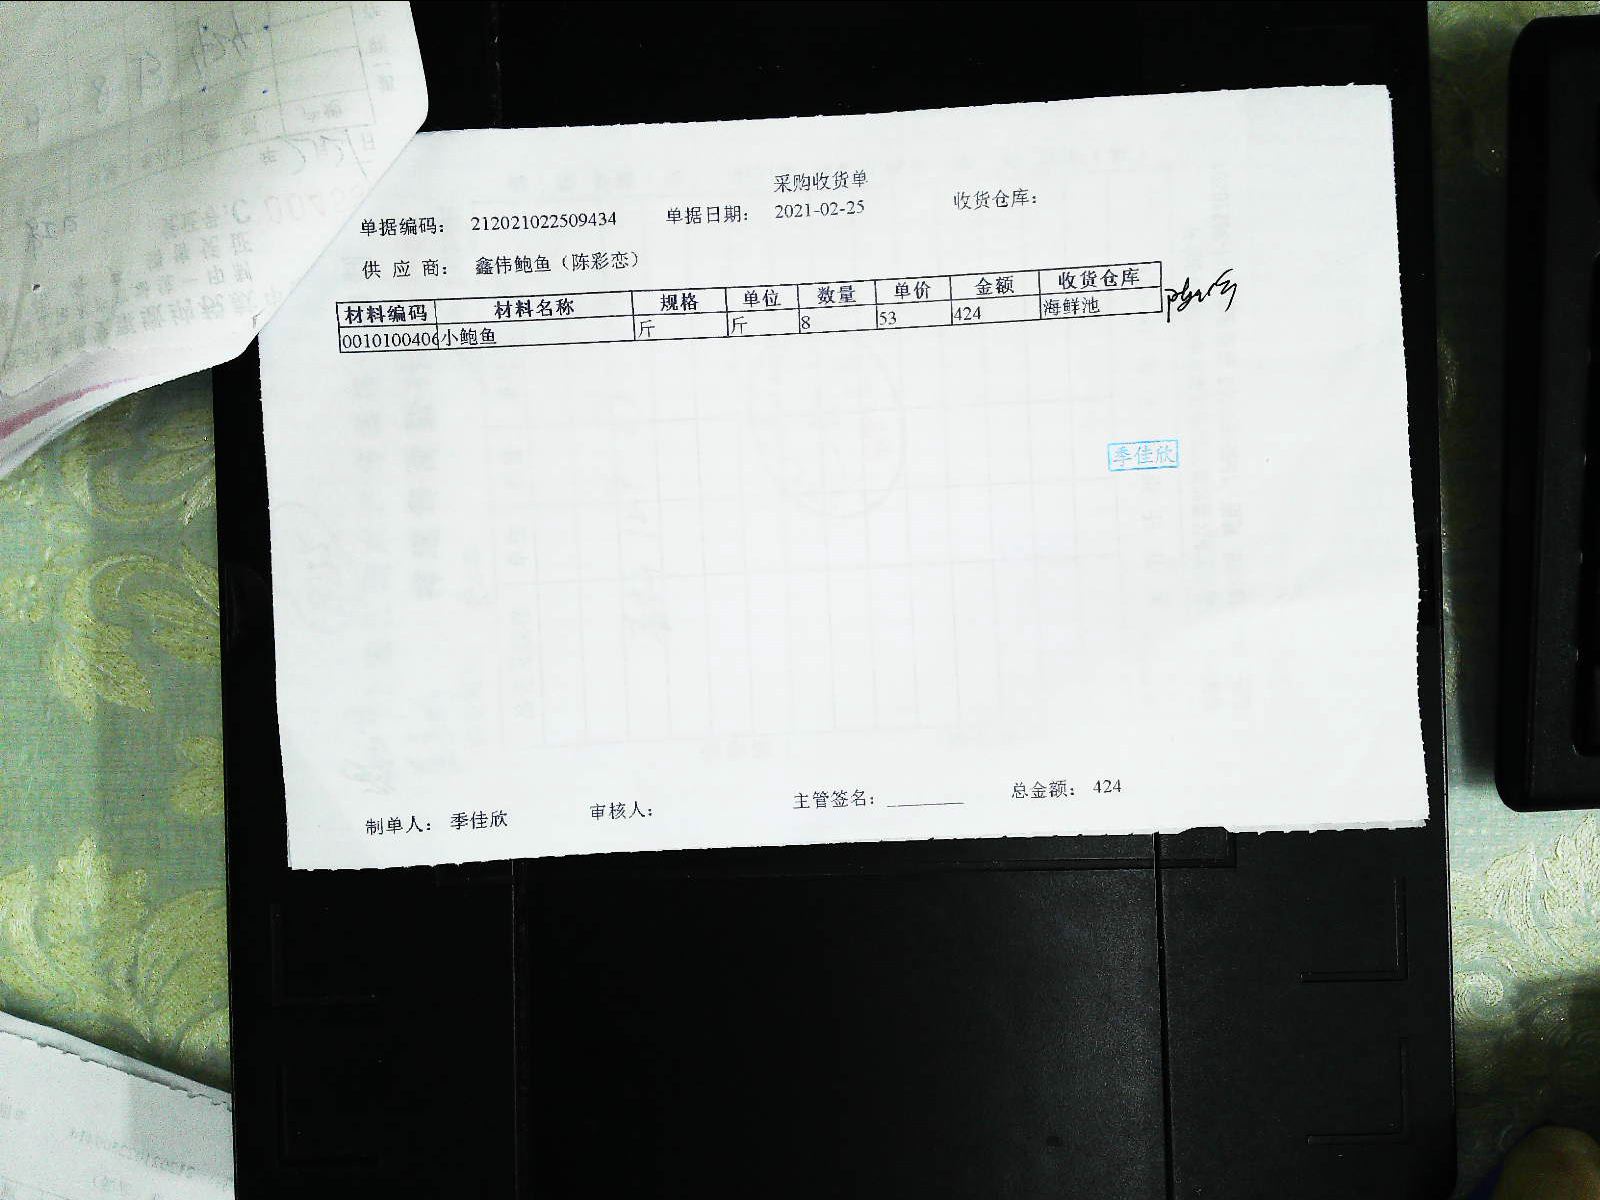 采购收货单
单据编码： 212021022509434 单据日期： 2021-02-25 收货仓库：
供 应 商： 鑫伟鲍鱼（陈彩恋）
材料编码 材料名称 规格 单位 数量 单价 金额 收货仓库
0010100406 小鲍鱼 斤 斤 8 53 424 海鲜池
季佳欣
制单人： 季佳欣 审核人： 主管签名：________ 总金额： 424